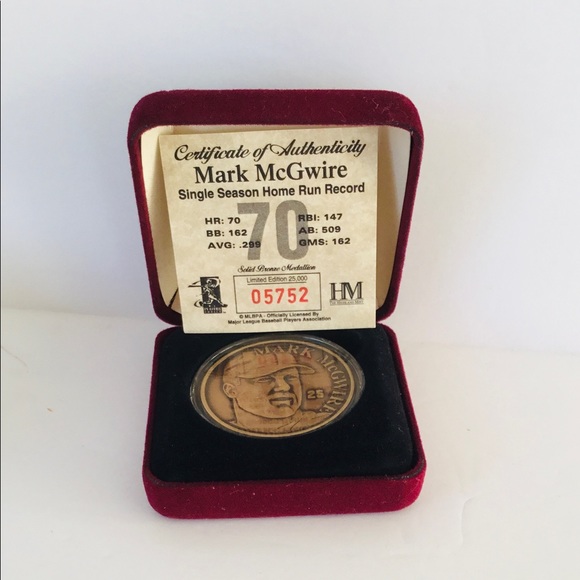 Certificate of Authenticity
Mark McGwire
Single Season Home Run Record
70
HR: 70 RBI: 147
BB: 162 AB: 509
AVG: .299 GMS: 162
Solid Bronze Medallion
Limited Edition 25,000
05752
HM
© MLBPA - Officially Licensed By
Major League Baseball Players Association
MARK McGWIRE
25